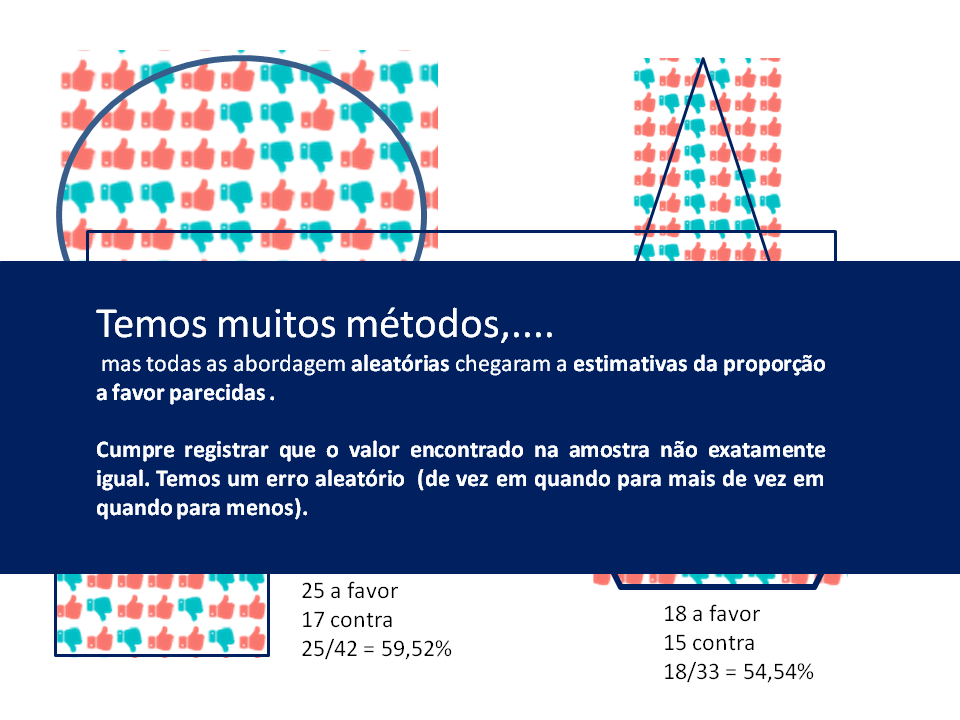 Temos muitos métodos,....
mas todas as abordagem aleatórias chegaram a estimativas da proporção
a favor parecidas .
Cumpre registrar que o valor encontrado na amostra não exatamente
igual. Temos um erro aleatório (de vez em quando para mais de vez em
quando para menos).
25 a favor
17 contra
25/42 = 59,52%
18 a favor
15 contra
18/33 = 54,54%